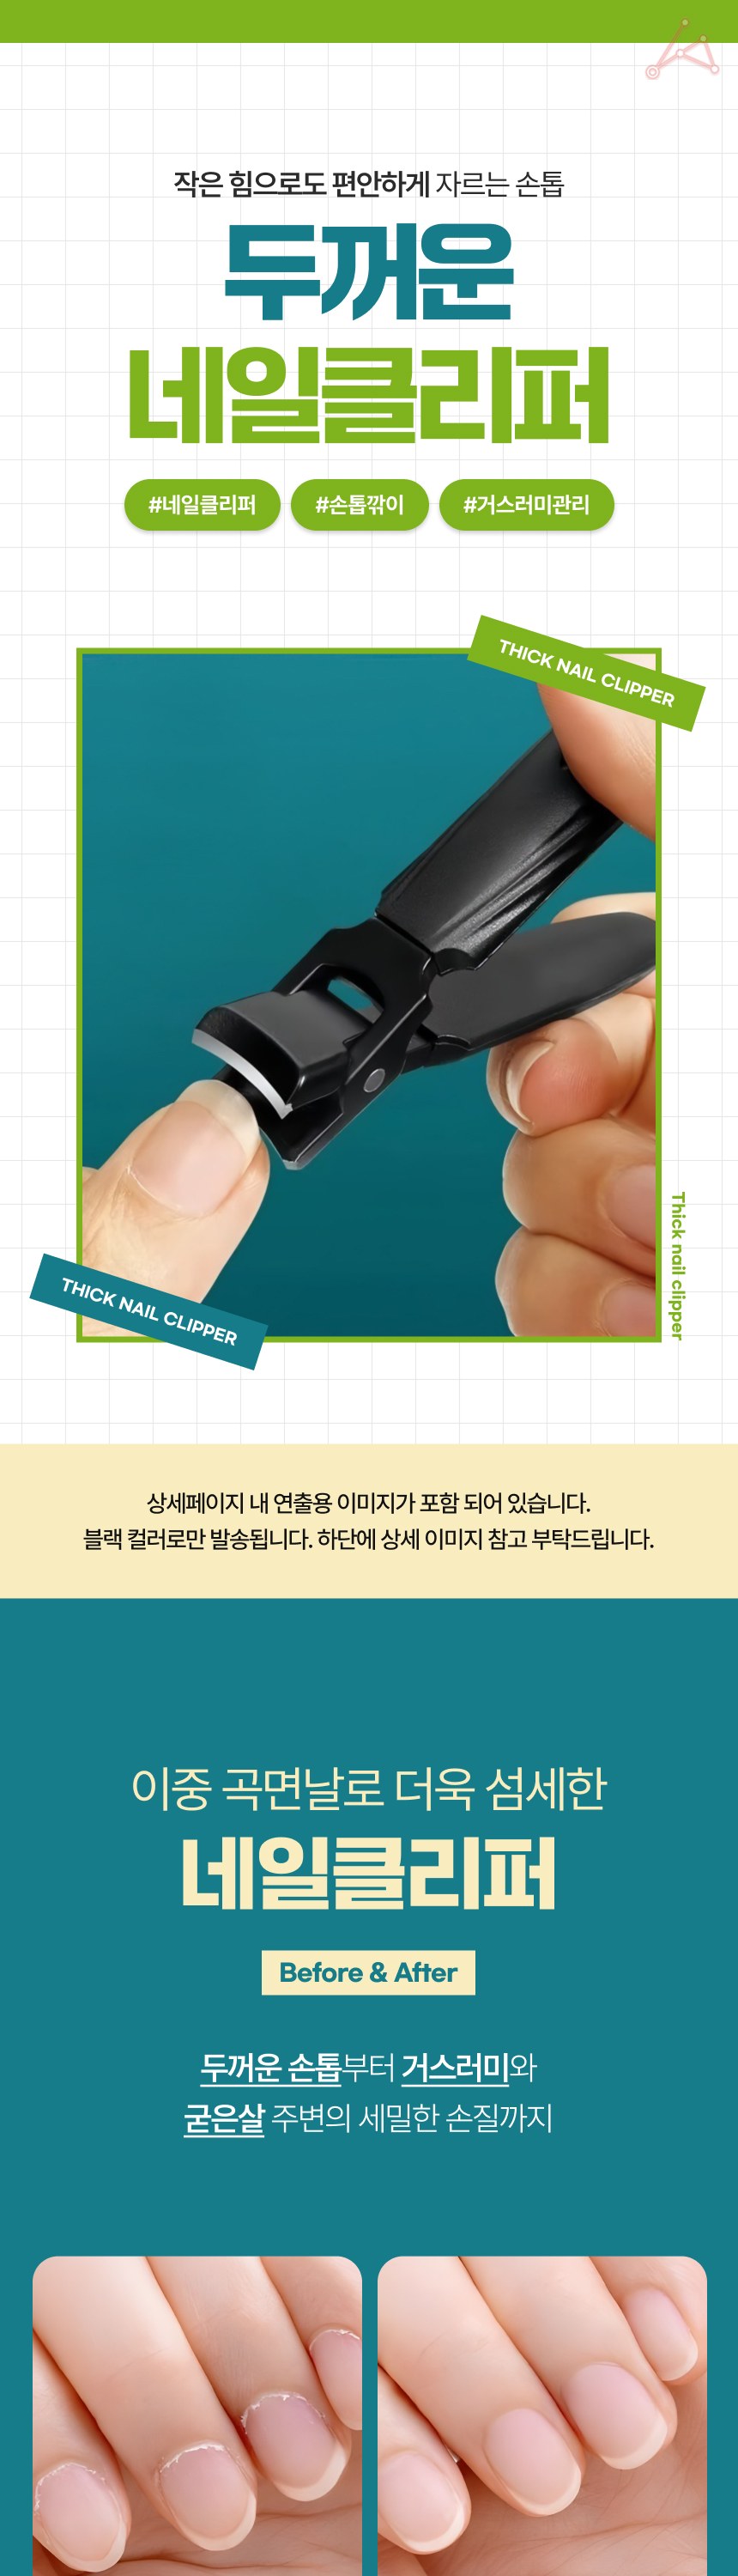 작은 힘으로도 편안하게 자르는 손톱
두꺼운
네일클리퍼
#네일클리퍼
#손톱깎이
#거스러미관리
THICK NAIL CLIPPER
Thick nail clipper
THICK NAIL CLIPPER
상세페이지 내 연출용 이미지가 포함 되어 있습니다.
블랙 컬러로만 발송됩니다. 하단에 상세 이미지 참고 부탁드립니다.
이중 곡면날로 더욱 섬세한
네일클리퍼
Before & After
두꺼운 손톱부터 거스러미와
굳은살 주변의 세밀한 손질까지